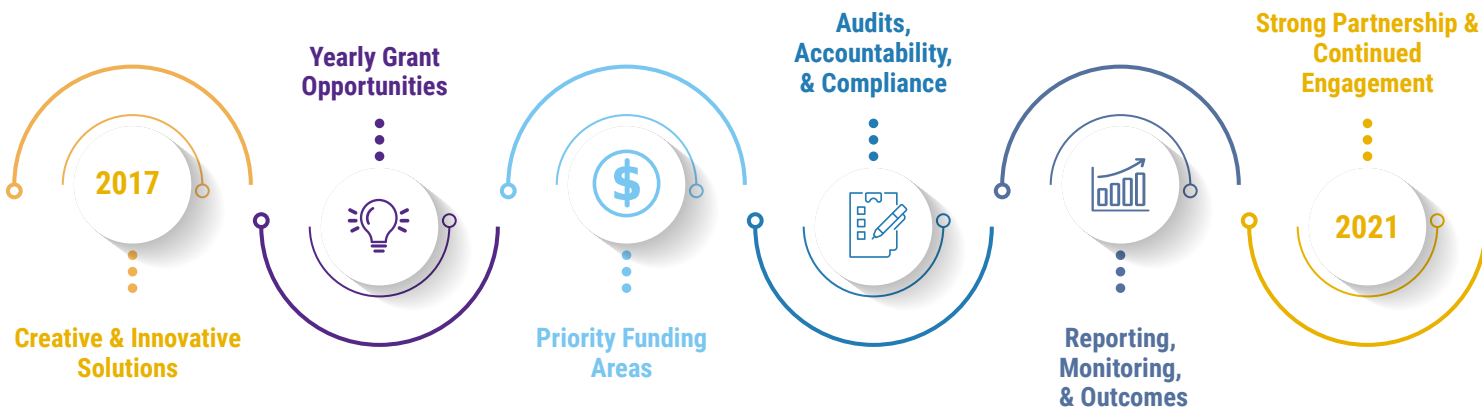 2017
Creative & Innovative
Solutions
Yearly Grant
Opportunities
$
Priority Funding
Areas
Audits,
Accountability,
& Compliance
Reporting,
Monitoring,
& Outcomes
Strong Partnership &
Continued
Engagement
2021